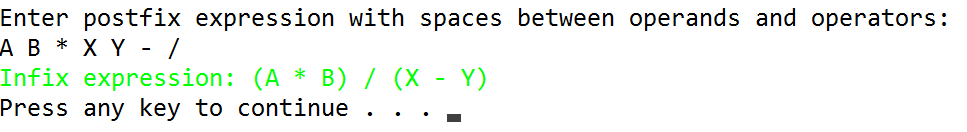 Enter postfix expression with spaces between operands and operators:
A B * X Y - /
Infix expression: (A * B) / (X - Y)
Press any key to continue . . .